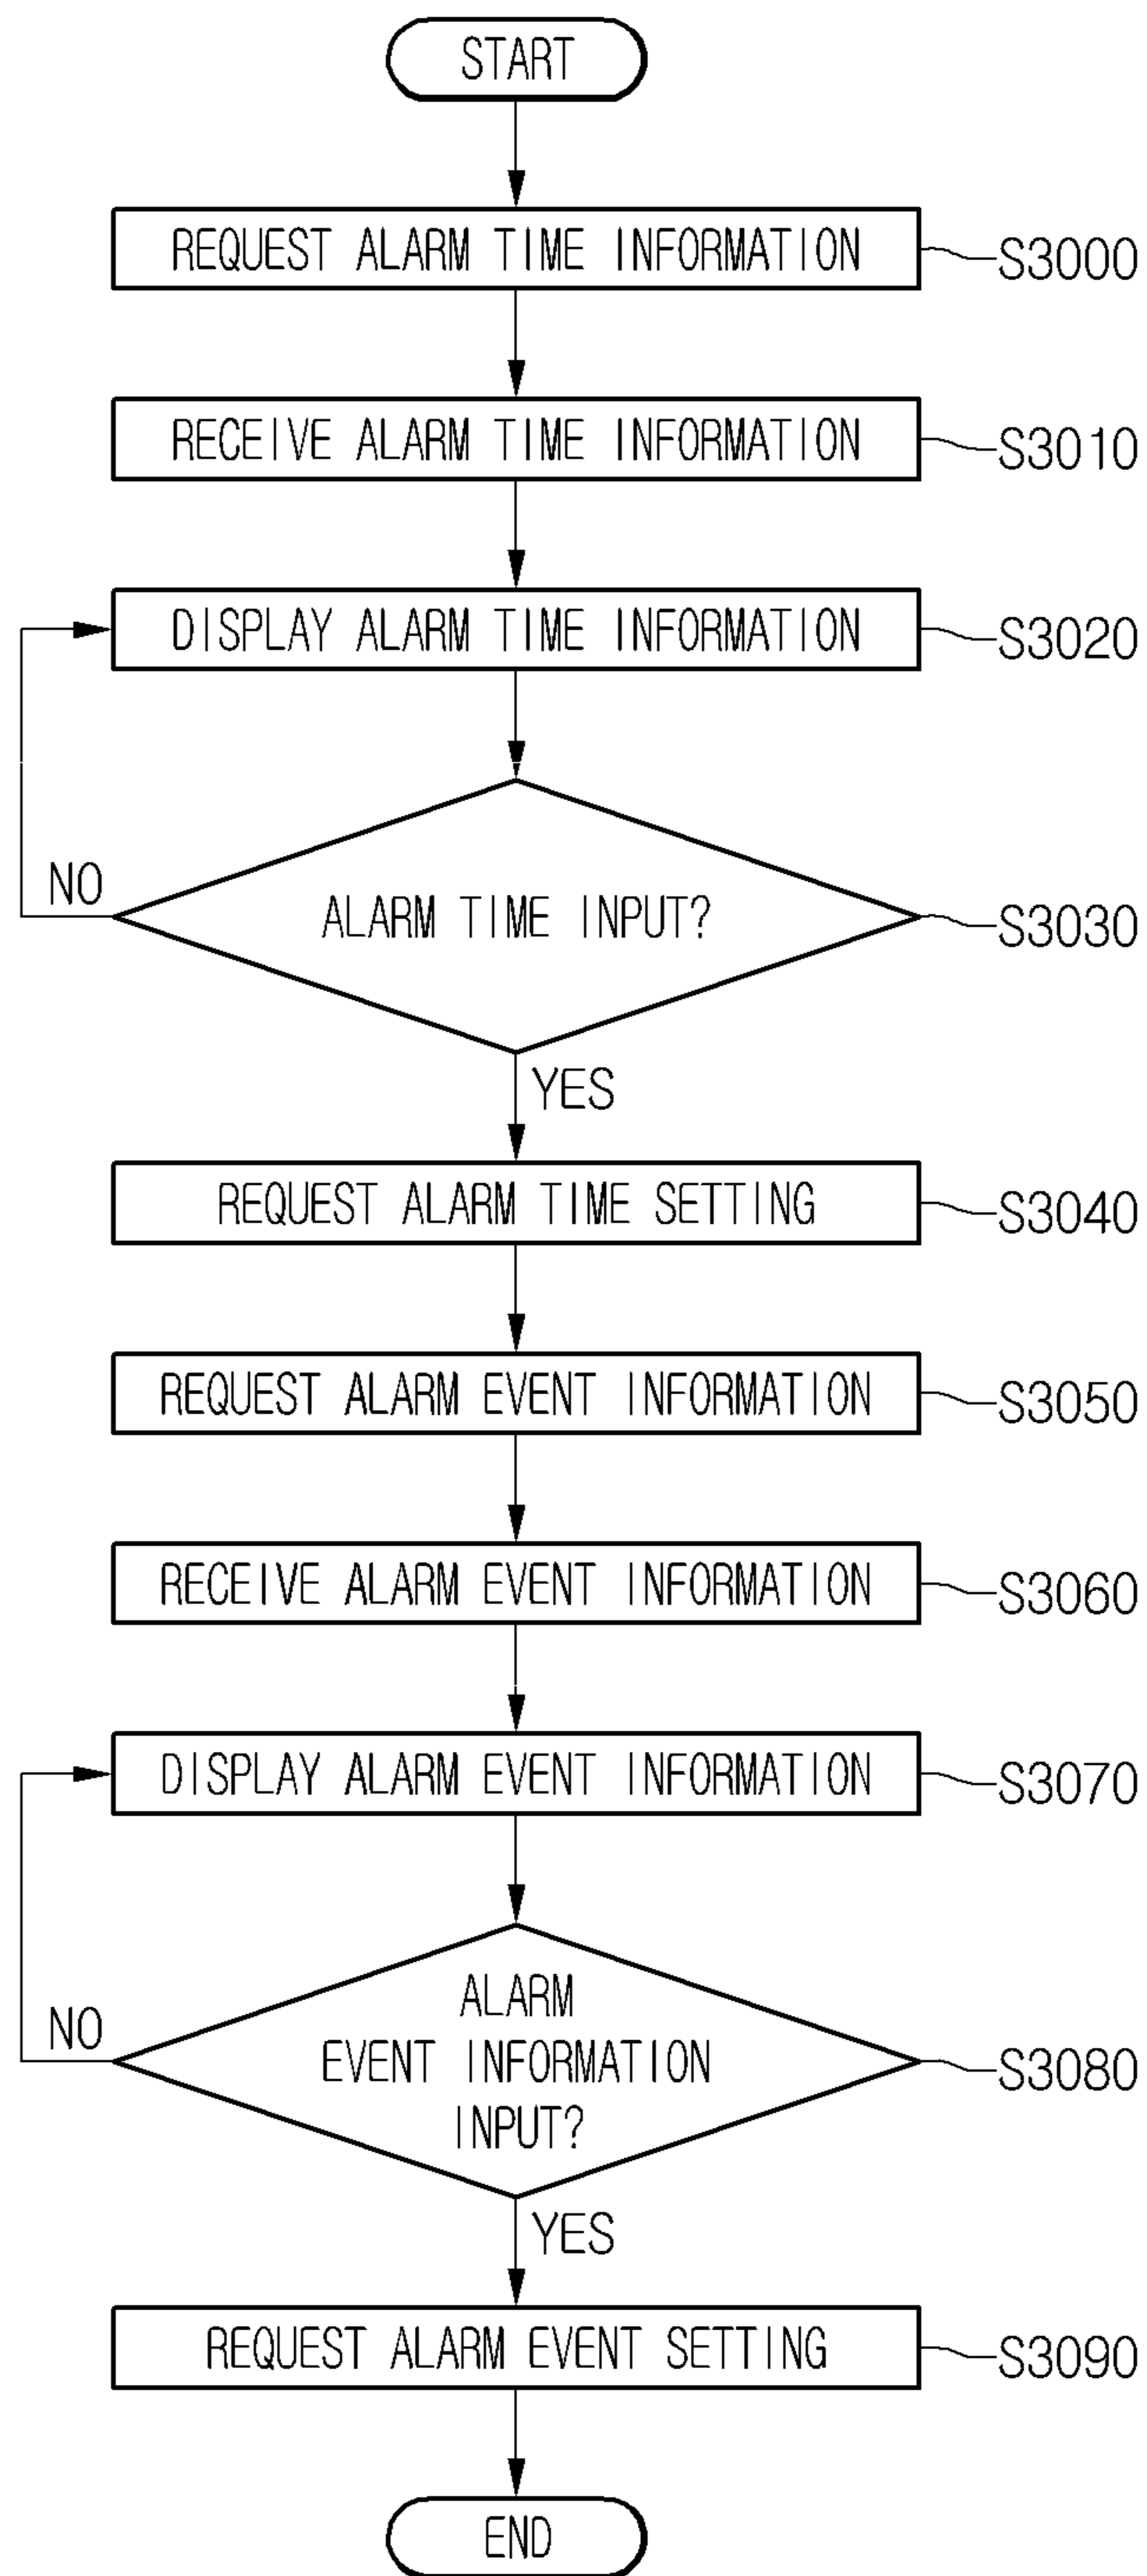 START
REQUEST ALARM TIME INFORMATION
S3000
RECEIVE ALARM TIME INFORMATION
S3010
DISPLAY ALARM TIME INFORMATION
S3020
NO
ALARM TIME INPUT?
S3030
YES
REQUEST ALARM TIME SETTING
S3040
REQUEST ALARM EVENT INFORMATION
S3050
RECEIVE ALARM EVENT INFORMATION
S3060
DISPLAY ALARM EVENT INFORMATION
S3070
NO
ALARM
EVENT INFORMATION
INPUT?
S3080
YES
REQUEST ALARM EVENT SETTING
S3090
END